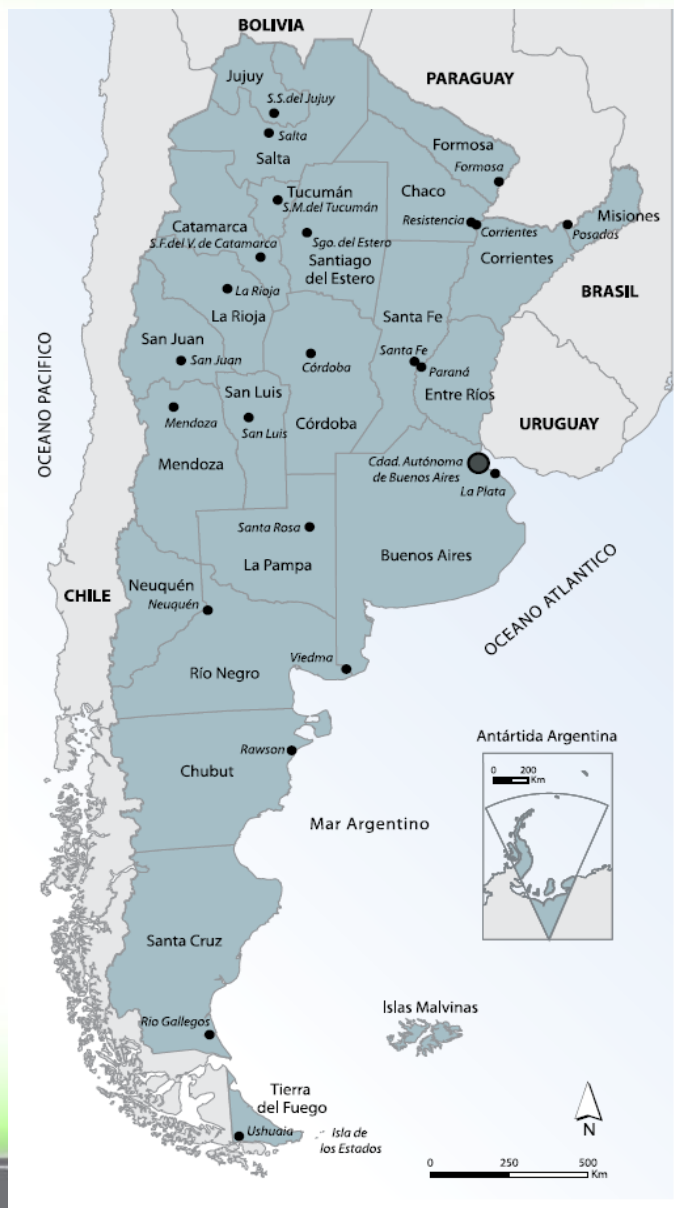 BOLIVIA
Jujuy
PARAGUAY
S.S.del Jujuy
Salta
Salta
Formosa
Formosa
Chaco
Tucumán
S.M.del Tucumán
Misiones
Catamarca
Resistencia
Corrientes
Posadas
S.F.del V. de Catamarca
Sgo. del Estero
Santiago
del Estero
Corrientes
La Rioja
BRASIL
La Rioja
Santa Fe
San Juan
San Juan
Córdoba
Santa Fe
Paraná
OCEANO PACIFICO
San Luis
Entre Ríos
Mendoza
San Luis
Córdoba
URUGUAY
Mendoza
Cdad. Autónoma
de Buenos Aires
La Plata
Santa Rosa
Buenos Aires
La Pampa
OCEANO ATLANTICO
CHILE
Neuquén
Neuquén
Viedma
Río Negro
Antártida Argentina
Rawson
0 200
Km
Chubut
Mar Argentino
Santa Cruz
Islas Malvinas
Rio Gallegos
Tierra
del Fuego
Ushuaia
Isla de
los Estados
N
0 250 500
Km